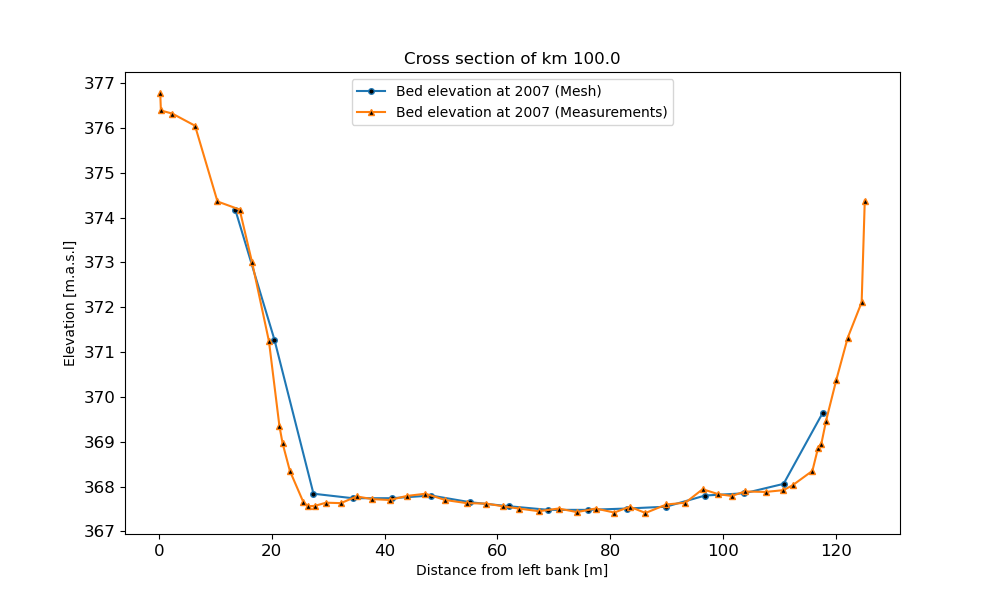 Cross section of km 100.0
Bed elevation at 2007 (Mesh)
Bed elevation at 2007 (Measurements)
377
376
375
374
373
372
371
370
369
368
367
Elevation [m.a.s.l]
0 20 40 60 80 100 120
Distance from left bank [m]